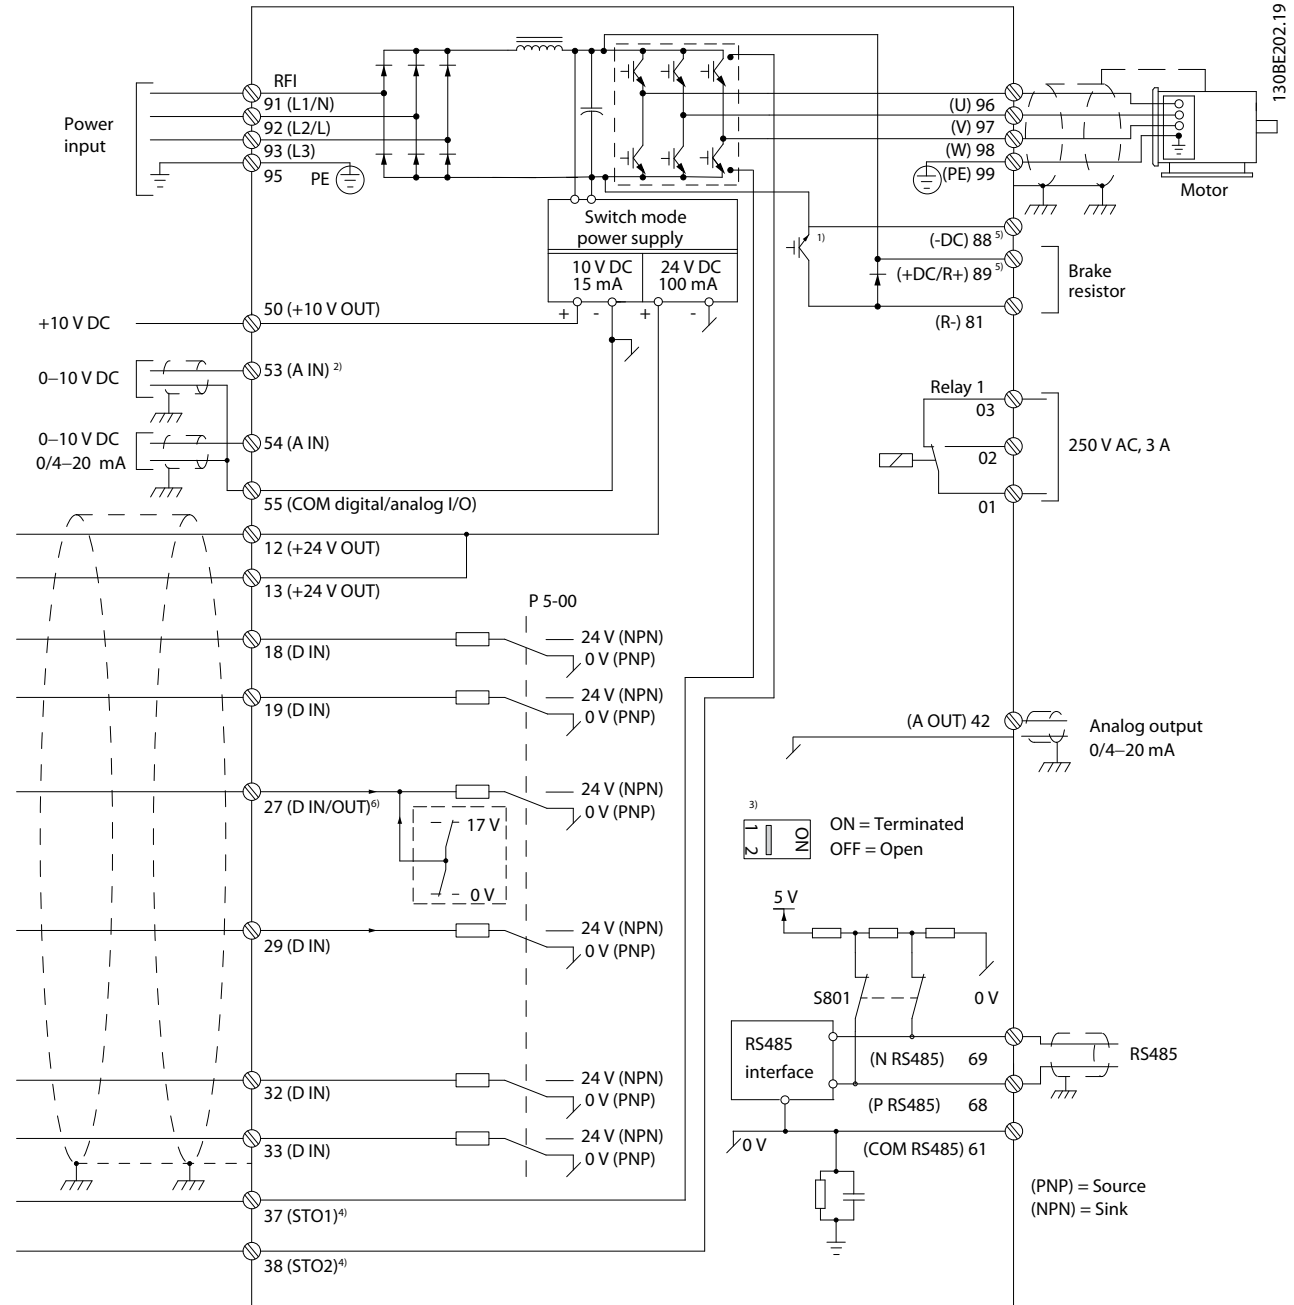 130BE202.19
RFI
91 (L1/N)
92 (L2/L)
93 (L3)
95
PE
Power
input
(U) 96
(V) 97
(W) 98
(PE) 99
Motor
Switch mode
power supply
10 V DC
15 mA
24 V DC
100 mA
+ - + -
1)
(-DC) 88 5)
(+DC/R+) 89 5)
(R-) 81
Brake
resistor
+10 V DC
50 (+10 V OUT)
0–10 V DC
53 (A IN) 2)
0–10 V DC
0/4–20 mA
54 (A IN)
55 (COM digital/analog I/O)
12 (+24 V OUT)
13 (+24 V OUT)
Relay 1
03
02
01
250 V AC, 3 A
P 5-00
18 (D IN)
24 V (NPN)
0 V (PNP)
19 (D IN)
24 V (NPN)
0 V (PNP)
27 (D IN/OUT)6)
24 V (NPN)
0 V (PNP)
17 V
0 V
29 (D IN)
24 V (NPN)
0 V (PNP)
32 (D IN)
24 V (NPN)
0 V (PNP)
33 (D IN)
24 V (NPN)
0 V (PNP)
37 (STO1)4)
38 (STO2)4)
(A OUT) 42
Analog output
0/4–20 mA
3)
1 2
ON
ON = Terminated
OFF = Open
5 V
S801
0 V
RS485
interface
(N RS485) 69
(P RS485) 68
RS485
0 V
(COM RS485) 61
(PNP) = Source
(NPN) = Sink